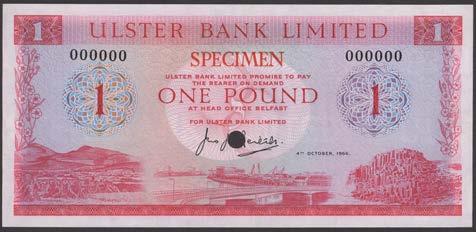 1 ULSTER BANK LIMITED 1
000000 SPECIMEN 000000
ULSTER BANK LIMITED PROMISE TO PAY
THE BEARER ON DEMAND
1 ONE POUND 1
AT HEAD OFFICE BELFAST
FOR ULSTER BANK LIMITED
4TH OCTOBER, 1966.